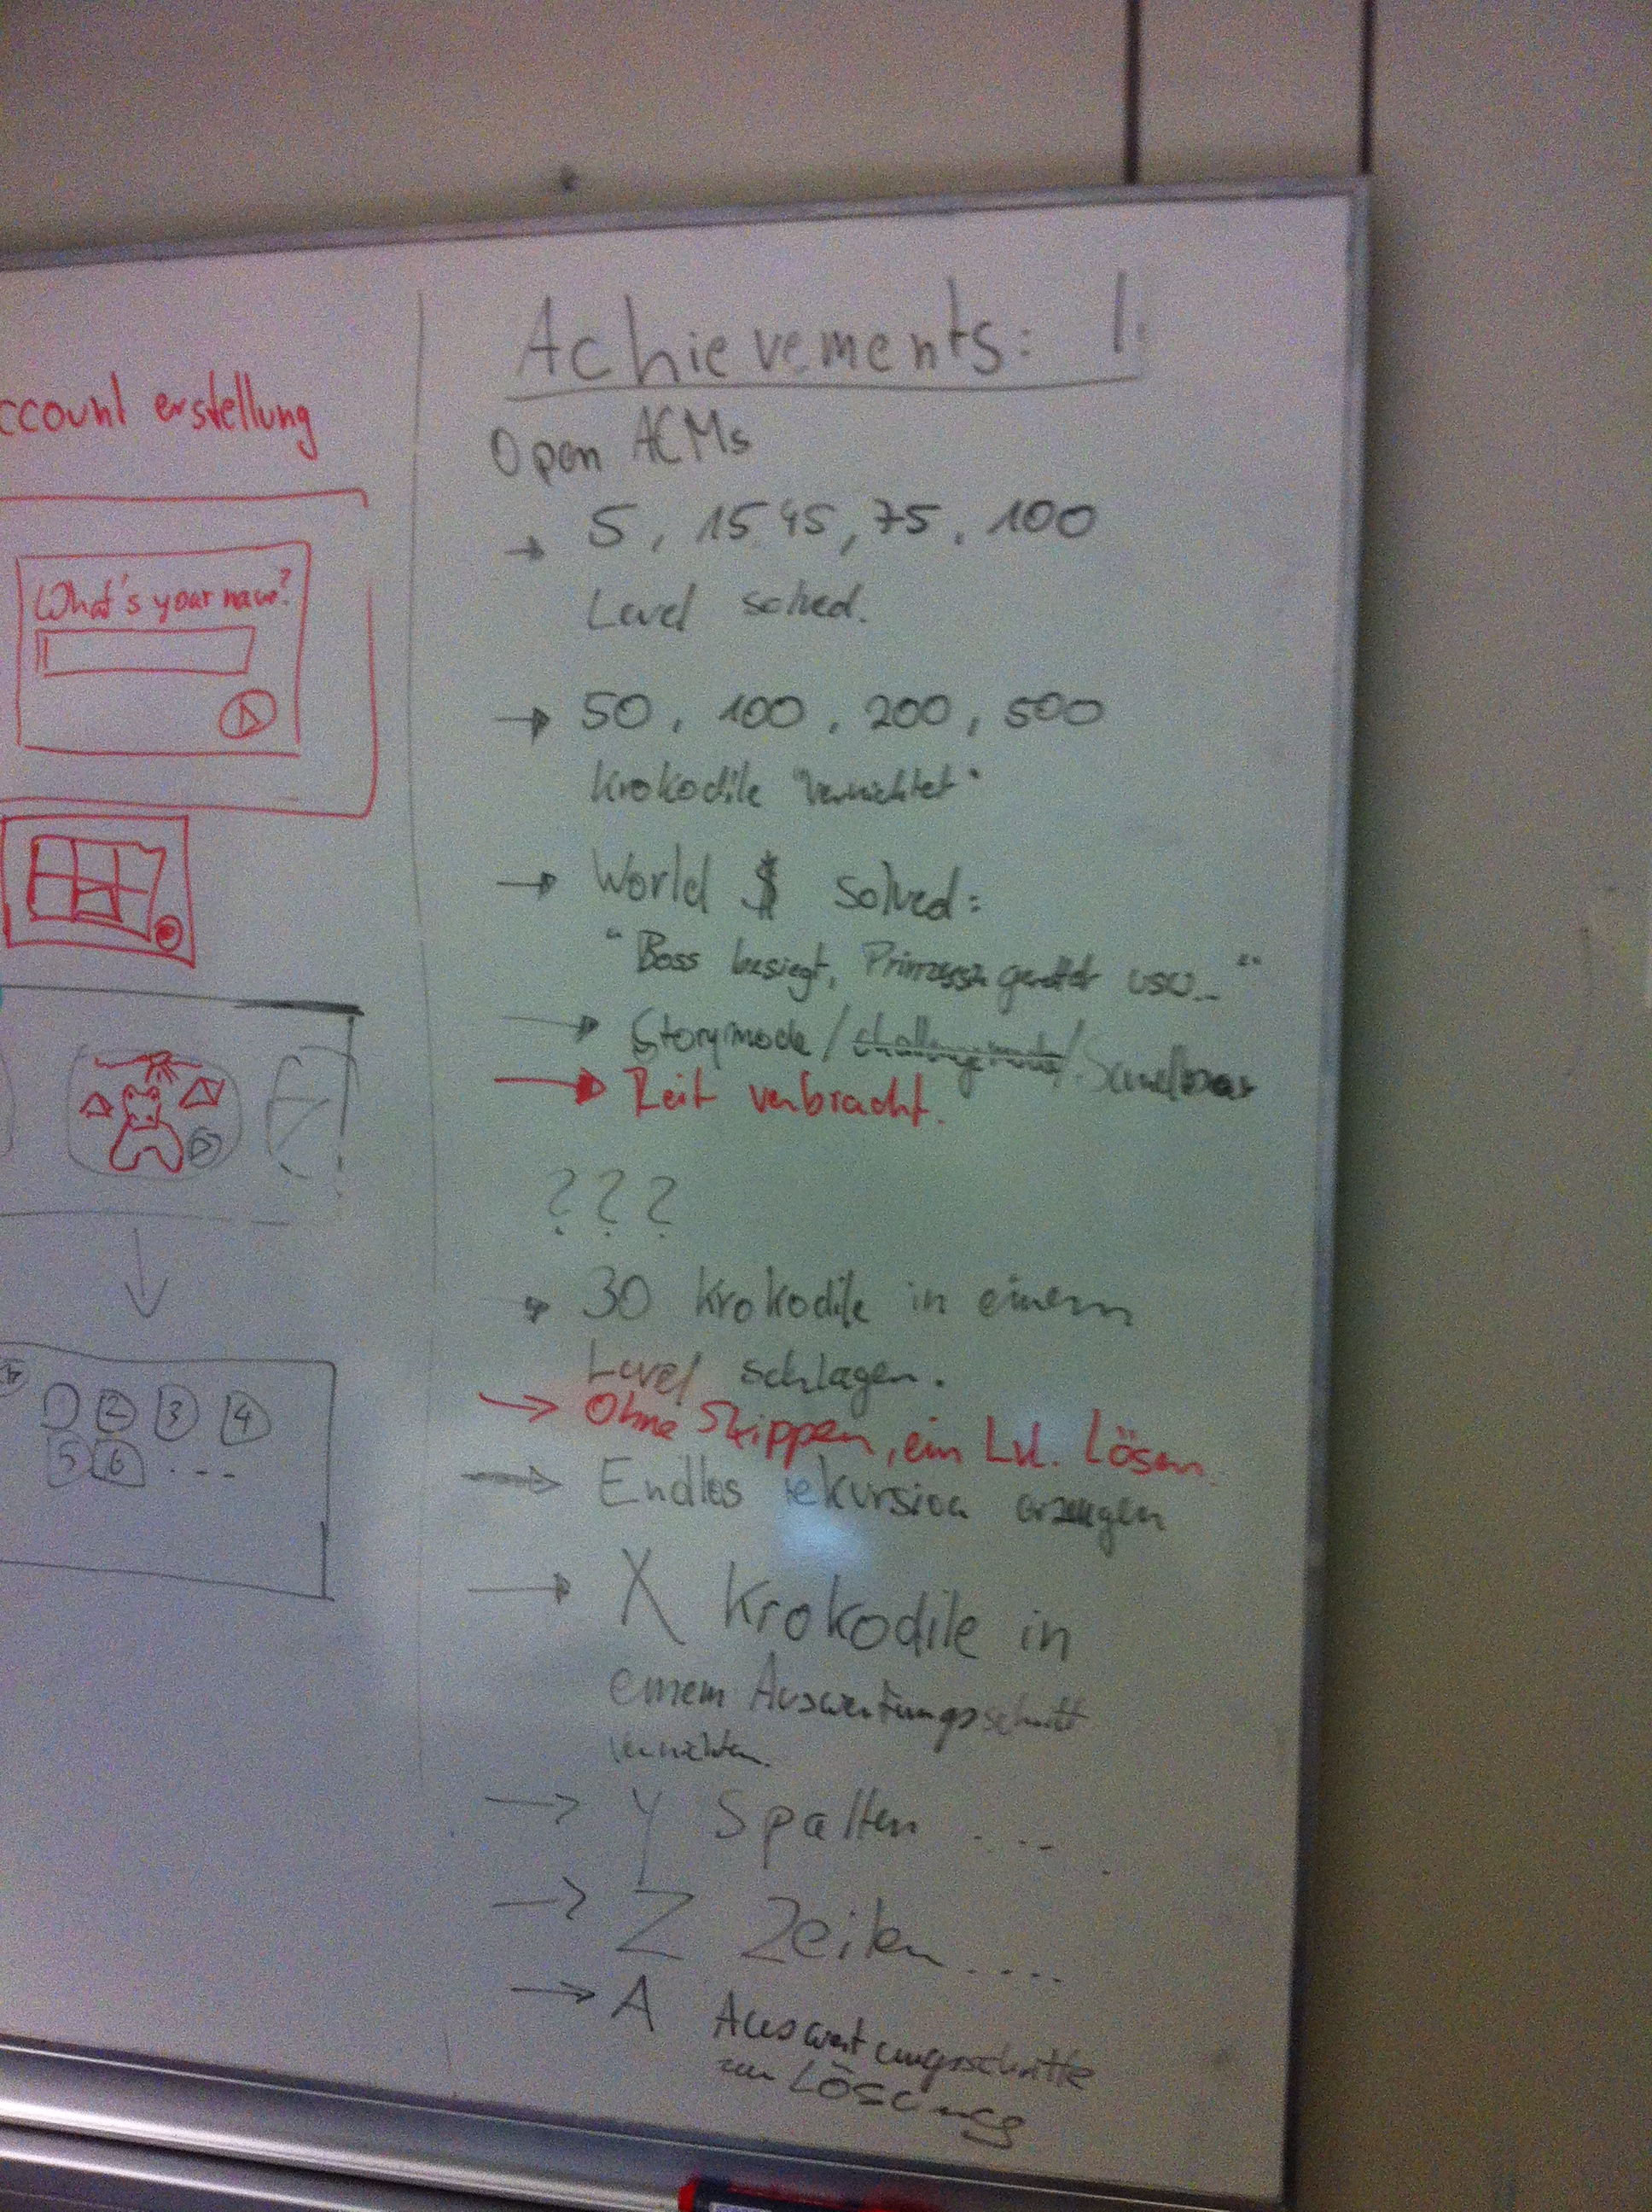 ccount erstellung
What's your name?
1 2 3 4
5 6 . - - -
Achievements: 1.
Open ACMs
→ 5, 15 45, 75, 100
Level solved.
→ 50, 100, 200, 500
Krokodile "vernichtet"
→ World $ solved:
"Boss besiegt, Prinzessin gerettet usw..."
→ Storymode / challengemode /
→ Zeit verbracht.
???
→ 30 Krokodile in einem
Level schlagen.
→ Ohne Skippen, ein Lvl. Lösen.
→ Endlos rekursion erzeugen
→ X Krokodile in
einem Auswertungsschritt
vernichten.
→ Y Spalten ....
→ Z Zeilen ....
→ A Auswertungsschritte
zur Lösung